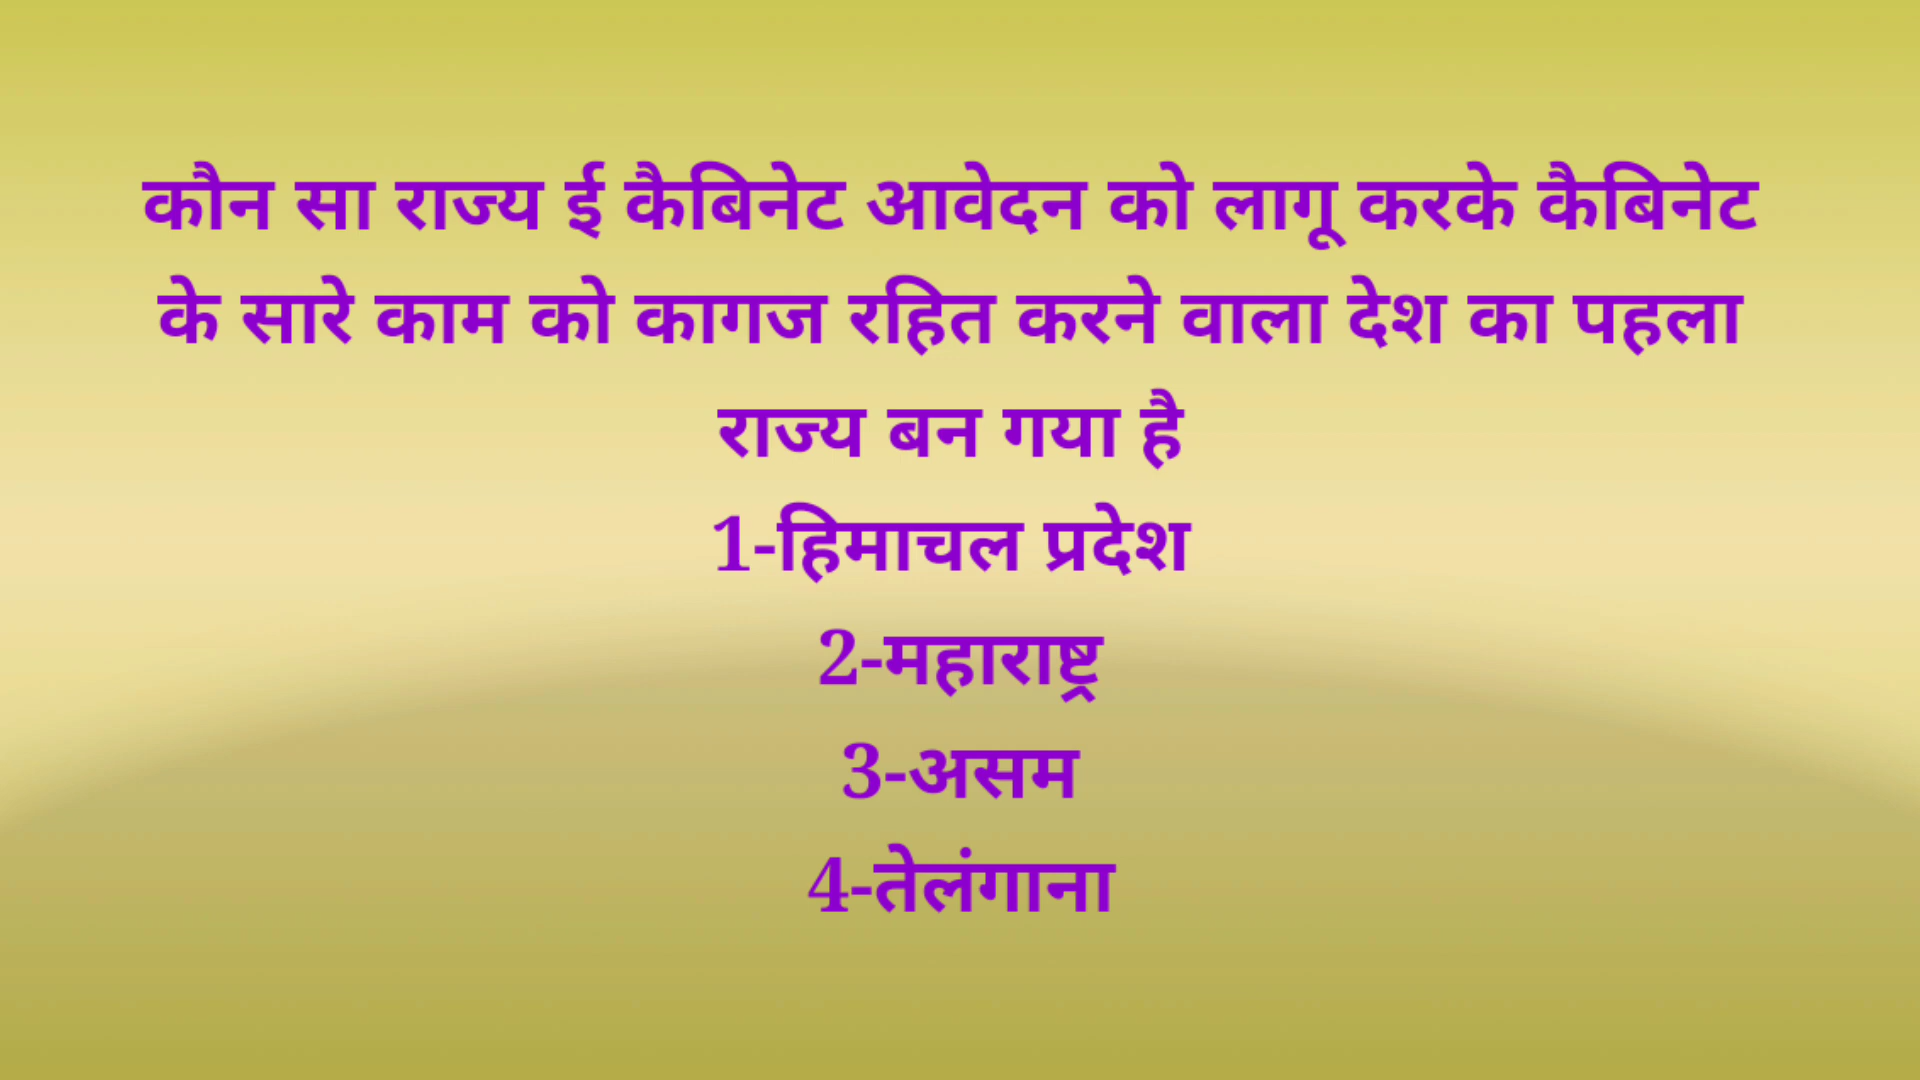 कौन सा राज्य ई कैबिनेट आवेदन को लागू करके कैबिनेट
के सारे काम को कागज रहित करने वाला देश का पहला
राज्य बन गया है
1-हिमाचल प्रदेश
2-महाराष्ट्र
3-असम
4-तेलंगाना